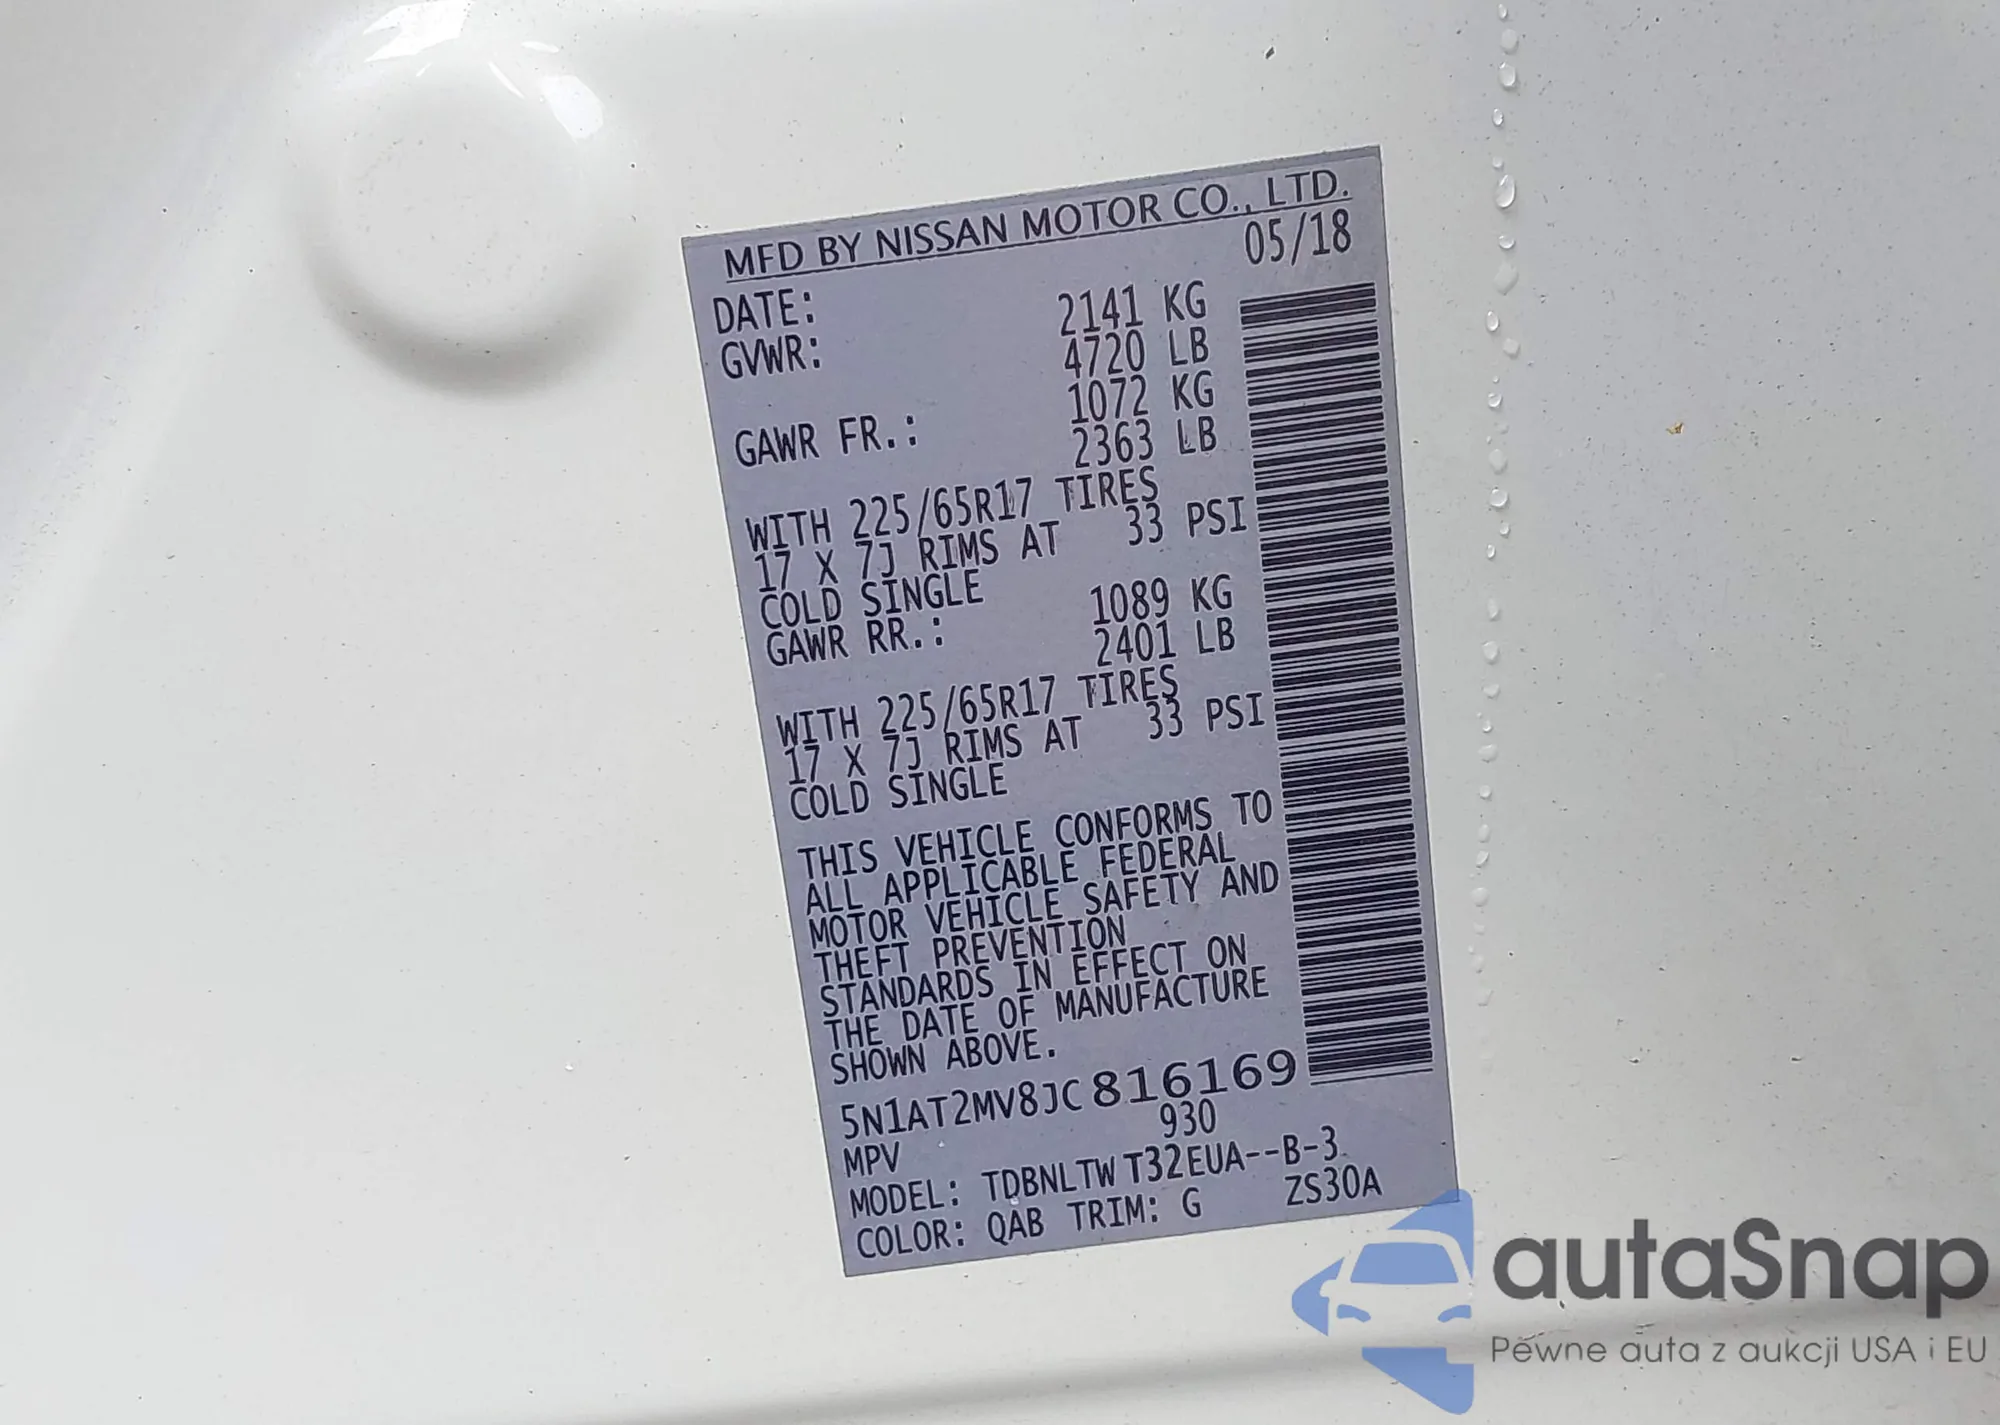 MFD BY NISSAN MOTOR CO., LTD.
DATE: 05/18
GVWR: 2141 KG
4720 LB
GAWR FR.: 1072 KG
2363 LB
WITH 225/65R17 TIRES
17 X 7J RIMS AT 33 PSI
COLD SINGLE
GAWR RR.: 1089 KG
2401 LB
WITH 225/65R17 TIRES
17 X 7J RIMS AT 33 PSI
COLD SINGLE
THIS VEHICLE CONFORMS TO
ALL APPLICABLE FEDERAL
MOTOR VEHICLE SAFETY AND
THEFT PREVENTION
STANDARDS IN EFFECT ON
THE DATE OF MANUFACTURE
SHOWN ABOVE.
5N1AT2MV8JC816169
MPV 930
MODEL: TDBNLTWT32EUA--B-3
COLOR: QAB TRIM: G ZS30A
autaSnap
Pewne auta z aukcji USA i EU